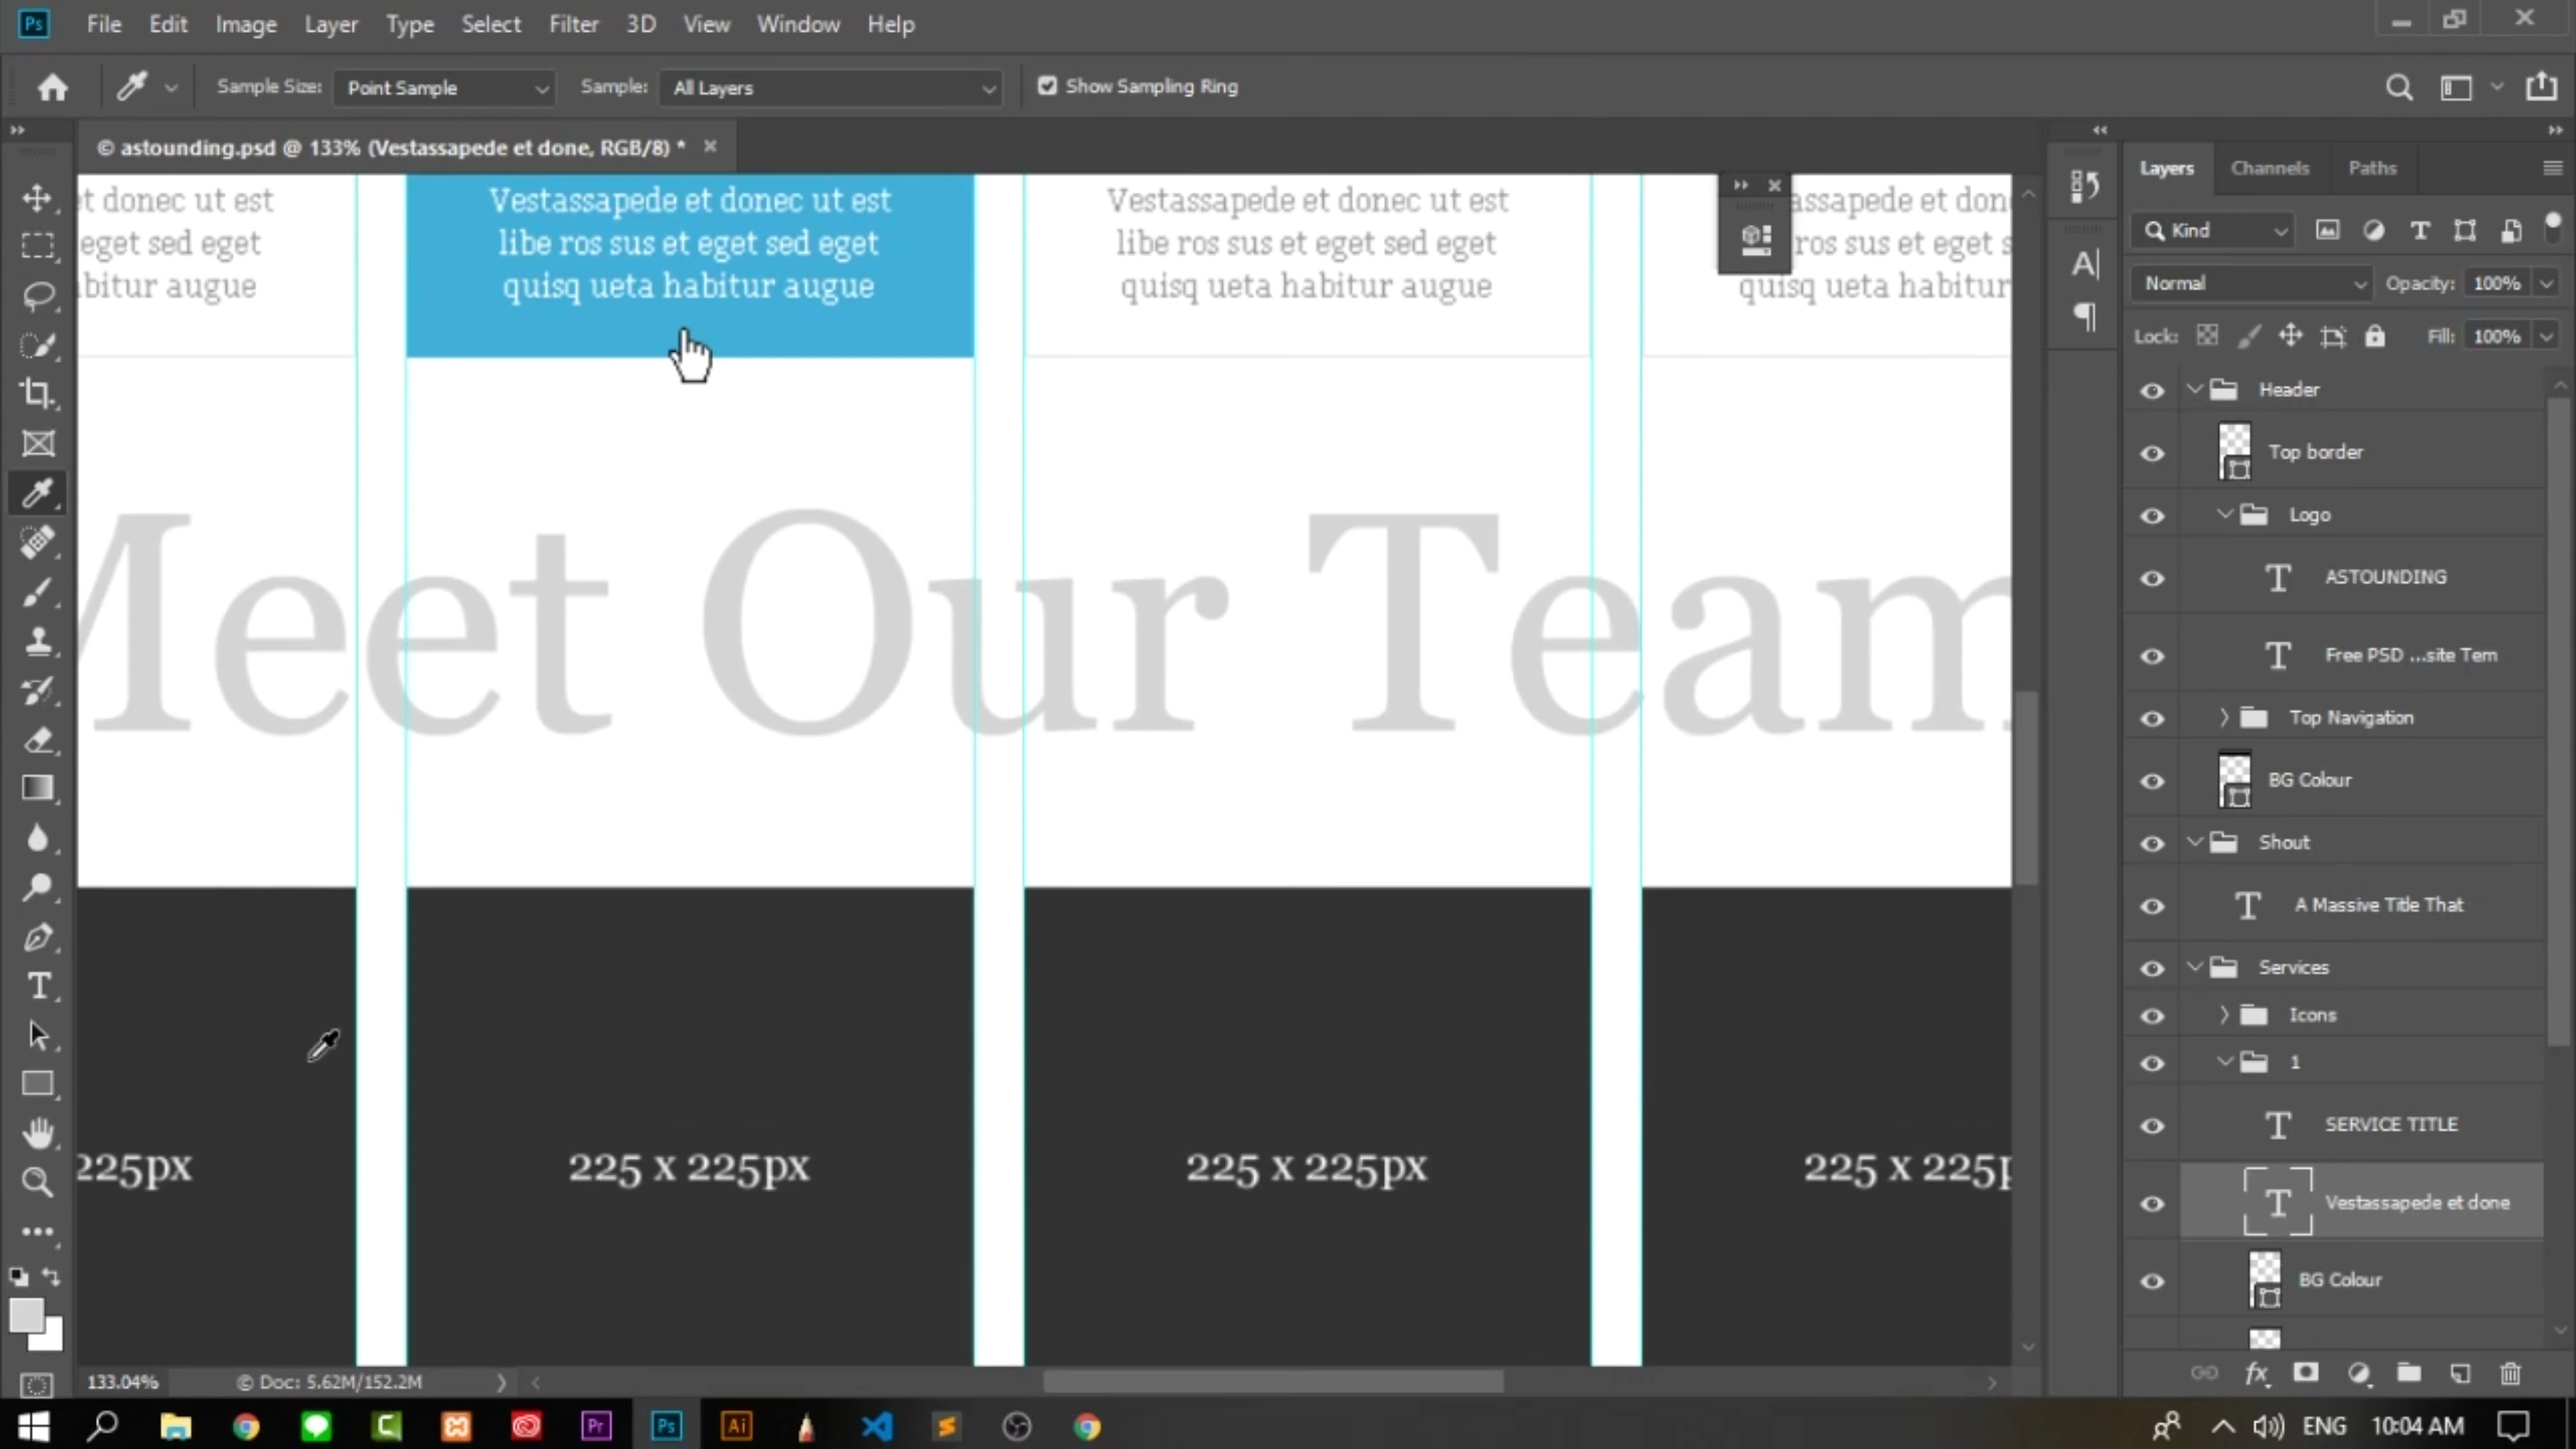 Ps File Edit Image Layer Type Select Filter 3D View Window Help
Sample Size: Point Sample Sample: All Layers Show Sampling Ring
© astounding.psd @ 133% (Vestassapede et done, RGB/8) *
et donec ut est
eget sed eget
bitur augue
Vestassapede et donec ut est
libe ros sus et eget sed eget
quisq ueta habitur augue
Vestassapede et donec ut est
libe ros sus et eget sed eget
quisq ueta habitur augue
assapede et don
ros sus et eget s
quisq ueta habitur
Meet Our Team
225px
225 x 225px
225 x 225px
225 x 225p
133.04% © Doc: 5.62M/152.2M
Layers Channels Paths
Kind
Normal Opacity: 100%
Lock: Fill: 100%
Header
Top border
Logo
ASTOUNDING
Free PSD ...site Tem
Top Navigation
BG Colour
Shout
A Massive Title That
Services
Icons
1
SERVICE TITLE
Vestassapede et done
BG Colour
Pr Ps Ai ENG 10:04 AM